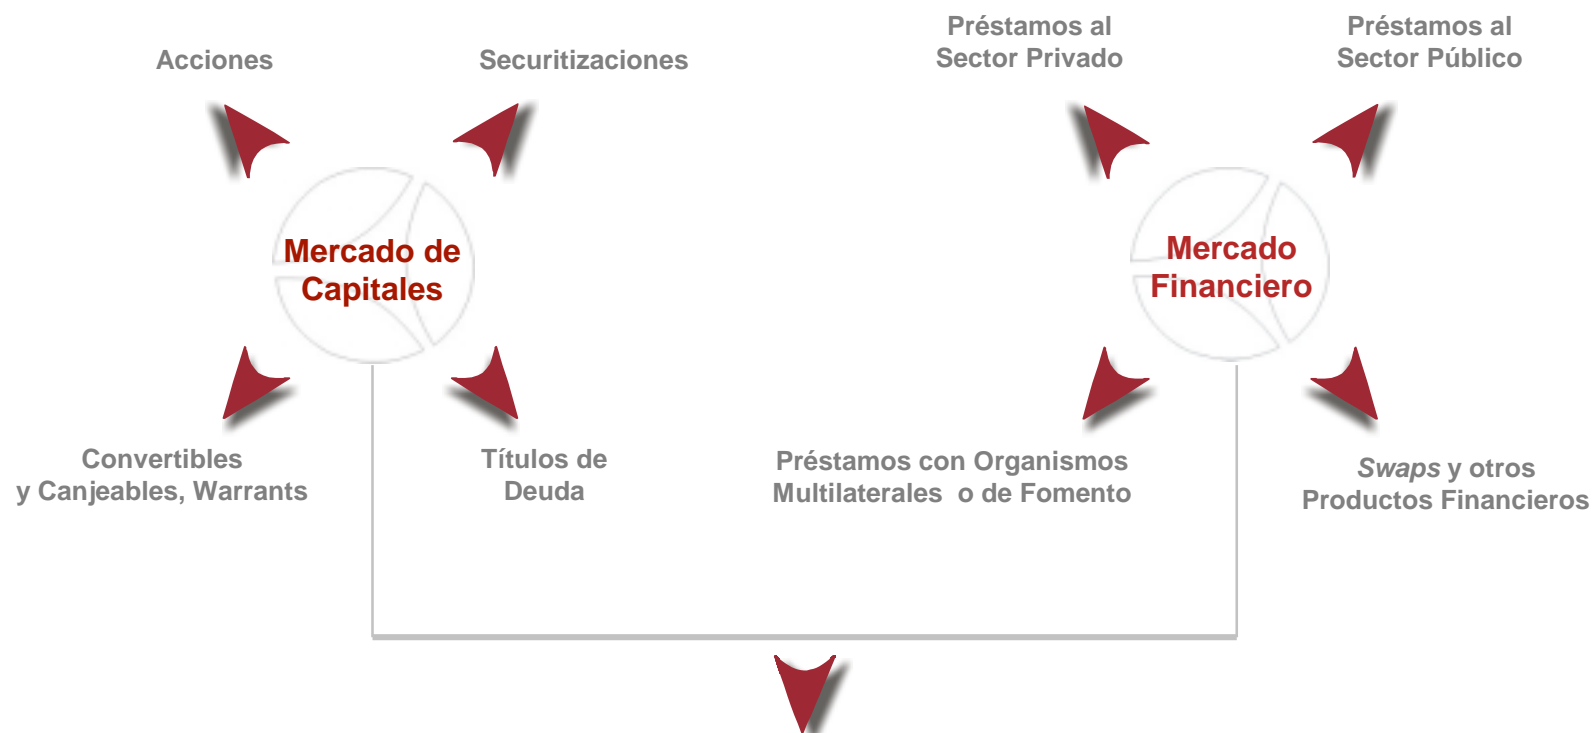 Acciones
Securitizaciones
Préstamos al
Sector Privado
Préstamos al
Sector Público
Mercado de
Capitales
Mercado
Financiero
Convertibles
y Canjeables, Warrants
Títulos de
Deuda
Préstamos con Organismos
Multilaterales  o de Fomento
Swaps y otros
Productos Financieros